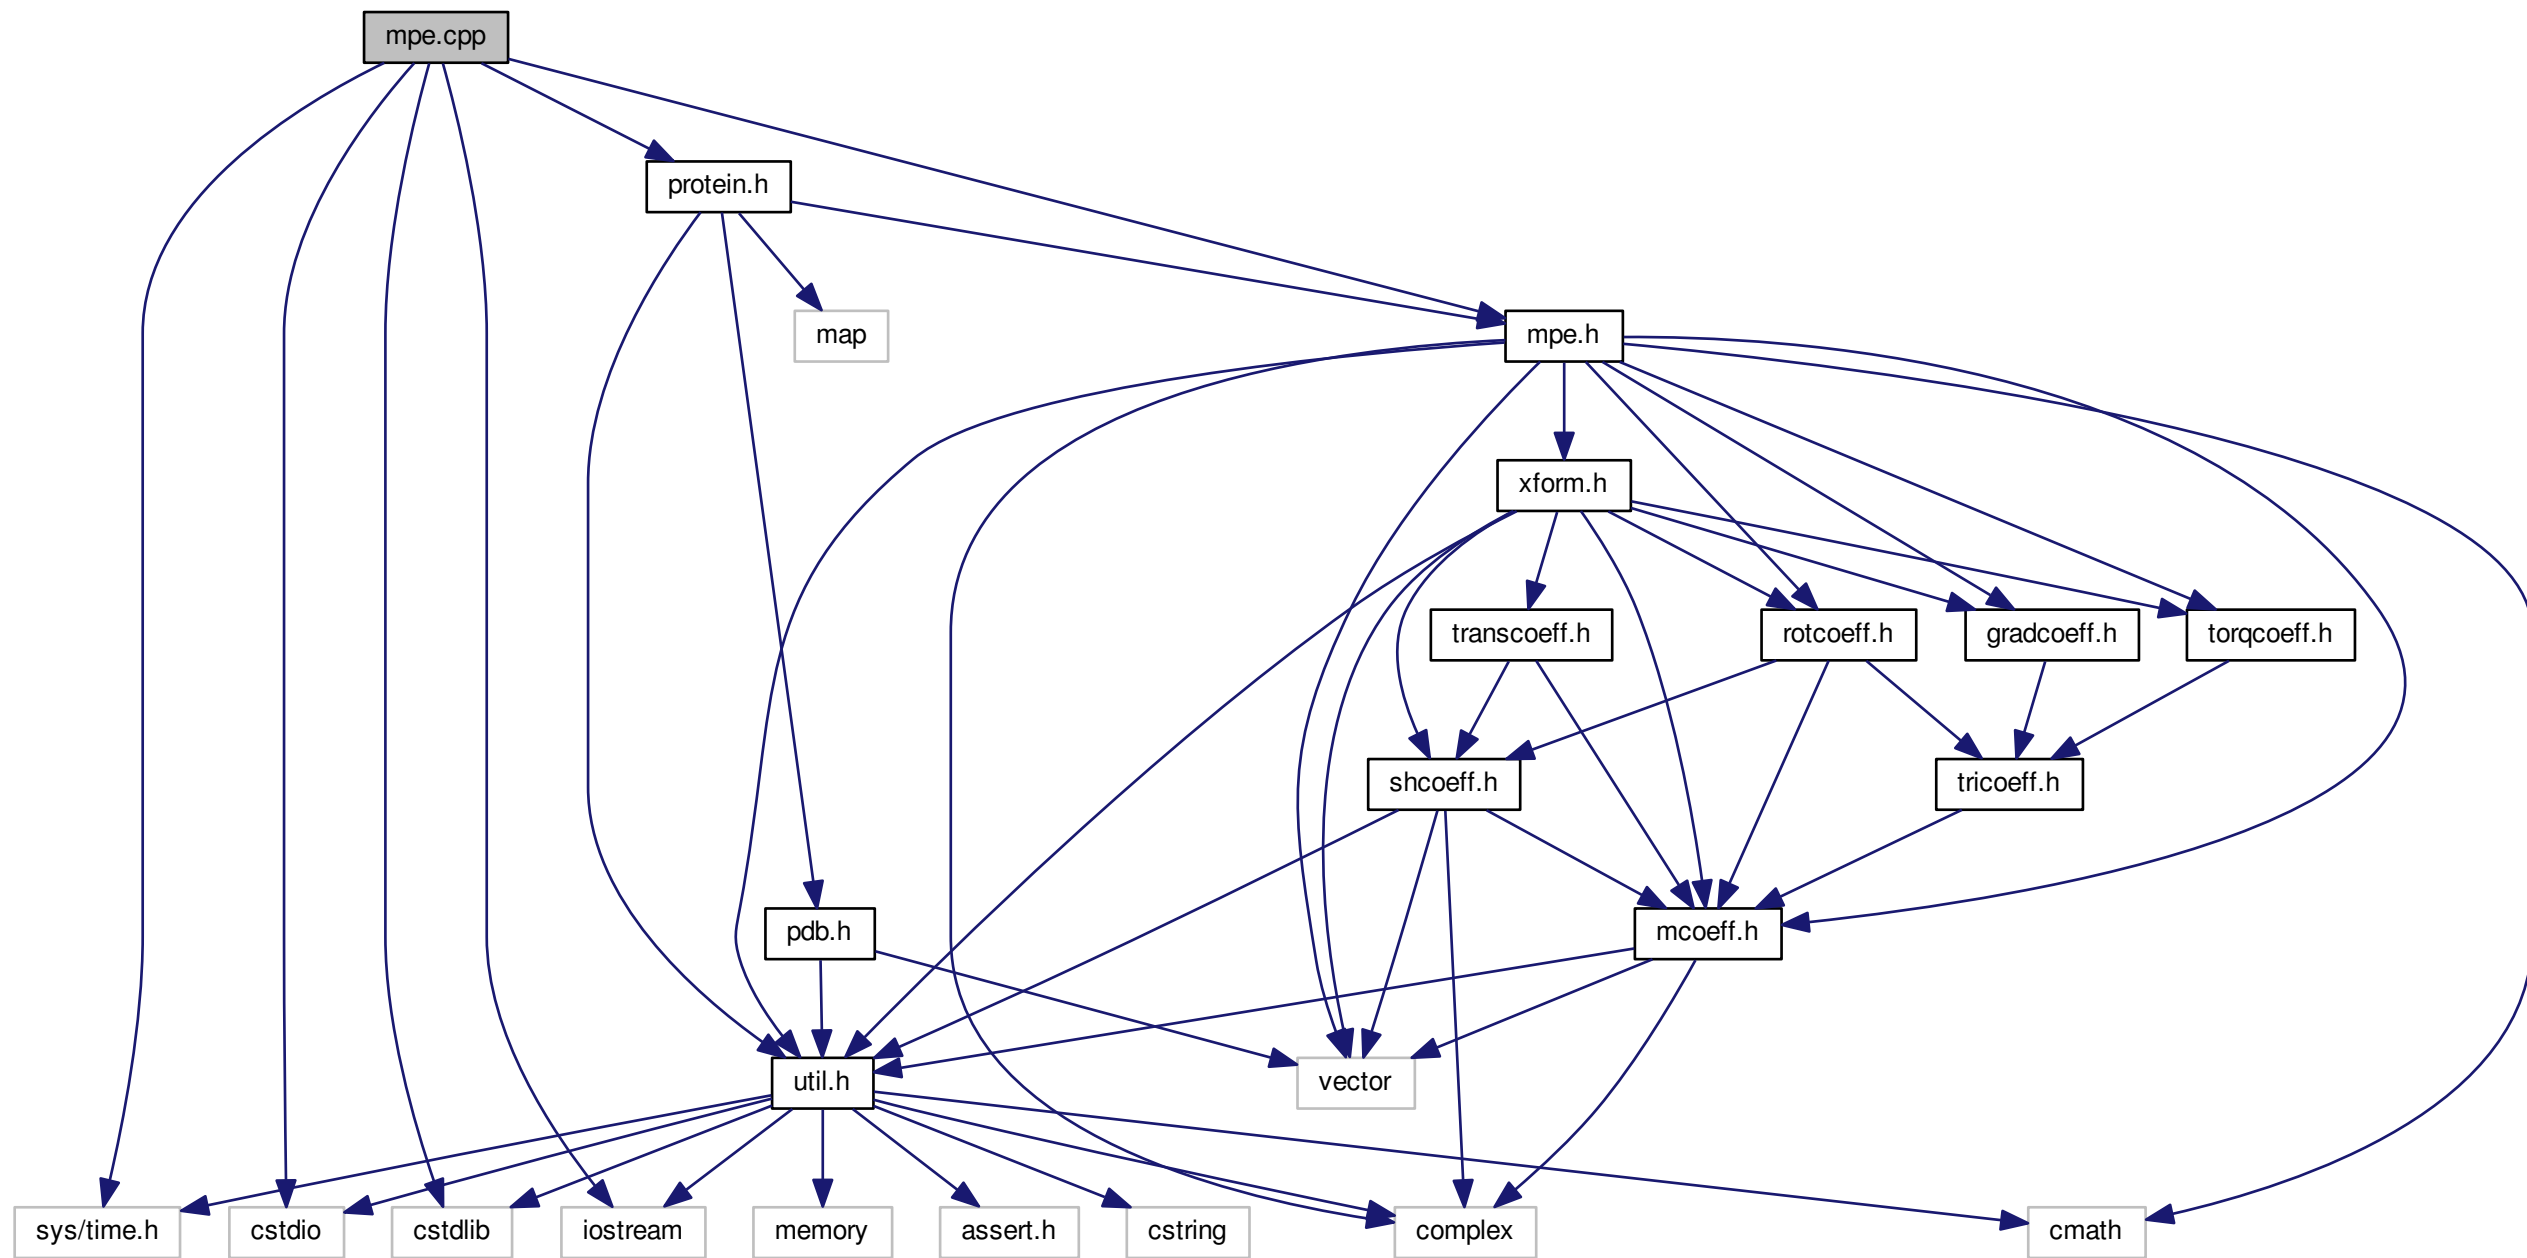 mpe.cpp
protein.h
map
mpe.h
xform.h
transcoeff.h
rotcoeff.h
gradcoeff.h
torqcoeff.h
shcoeff.h
tricoeff.h
pdb.h
mcoeff.h
util.h
vector
sys/time.h
cstdio
cstdlib
iostream
memory
assert.h
cstring
complex
cmath